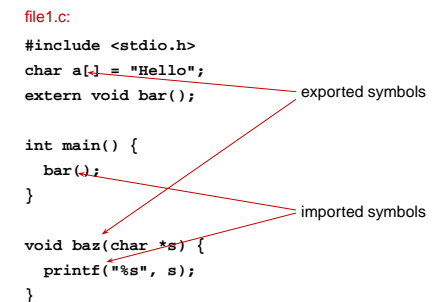 file1.c:
#include <stdio.h>
char a[] = "Hello";
extern void bar();
exported symbols
int main() {
bar();
}
imported symbols
void baz(char *s) {
printf("%s", s);
}